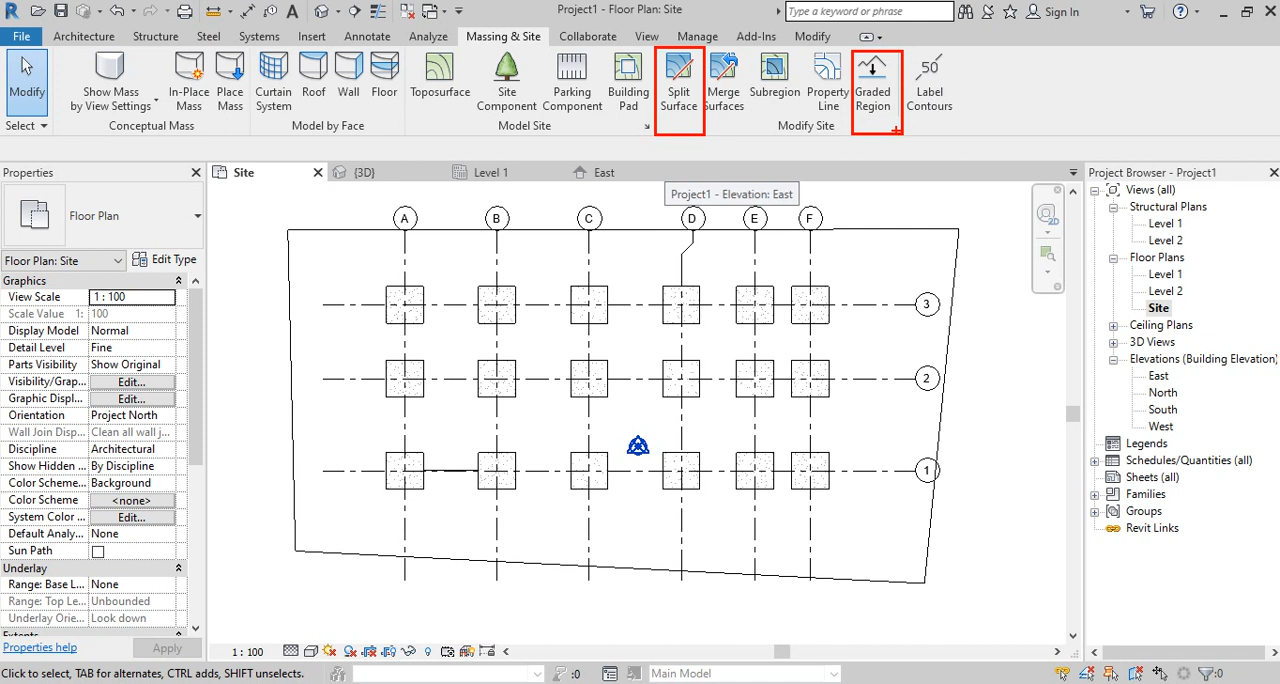 Project1 - Floor Plan: Site
Type a keyword or phrase
Sign In
File Architecture Structure Steel Systems Insert Annotate Analyze Massing & Site Collaborate View Manage Add-Ins Modify
Modify
Show Mass
by View Settings
In-Place
Mass
Place
Mass
Curtain
System
Roof
Wall
Floor
Toposurface
Site
Component
Parking
Component
Building
Pad
Split
Surface
Merge
Surfaces
Subregion
Property
Line
Graded
Region
50
Label
Contours
Select Conceptual Mass Model by Face Model Site Modify Site
Properties
Floor Plan
Floor Plan: Site
Edit Type
Graphics
View Scale 1 : 100
Scale Value 1: 100
Display Model Normal
Detail Level Fine
Parts Visibility Show Original
Visibility/Grap... Edit...
Graphic Displ... Edit...
Orientation Project North
Wall Join Disp... Clean all wall j...
Discipline Architectural
Show Hidden ... By Discipline
Color Scheme... Background
Color Scheme <none>
System Color ... Edit...
Default Analy... None
Sun Path
Underlay
Range: Base L... None
Range: Top Le... Unbounded
Underlay Orie... Look down
Extents
Properties help
Apply
Site {3D} Level 1 East
Project1 - Elevation: East
A B C D E F
3
2
1
2D
Project Browser - Project1
Views (all)
Structural Plans
Level 1
Level 2
Floor Plans
Level 1
Level 2
Site
Ceiling Plans
3D Views
Elevations (Building Elevation)
East
North
South
West
Legends
Schedules/Quantities (all)
Sheets (all)
Families
Groups
Revit Links
1 : 100
Click to select, TAB for alternates, CTRL adds, SHIFT unselects.
:0
Main Model
:0